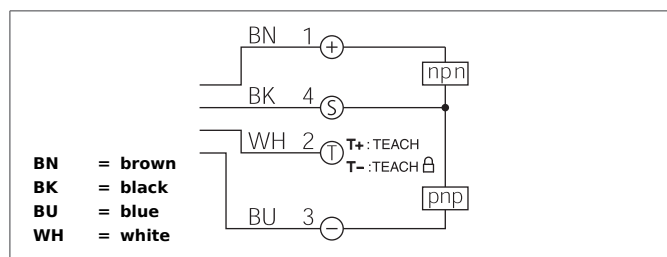 BN 1 +
npn
BK 4 S
WH 2 T T+ : TEACH
T− : TEACH
pnp
BU 3 −
BN = brown
BK = black
BU = blue
WH = white